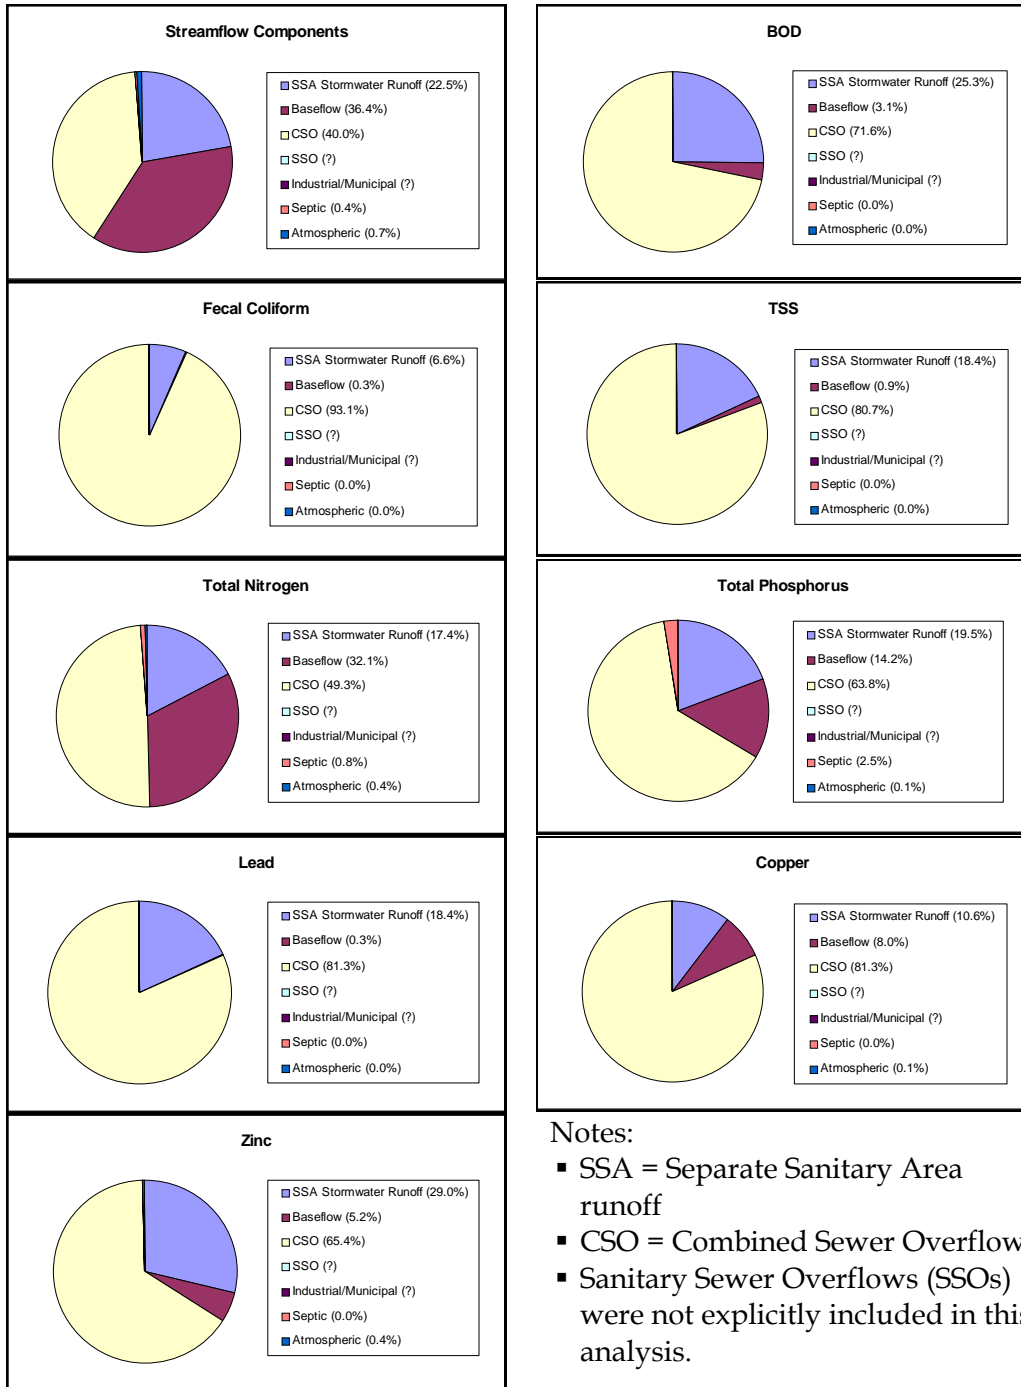 Streamflow Components
SSA Stormwater Runoff (22.5%)
Baseflow (36.4%)
CSO (40.0%)
SSO (?)
Industrial/Municipal (?)
Septic (0.4%)
Atmospheric (0.7%)
BOD
SSA Stormwater Runoff (25.3%)
Baseflow (3.1%)
CSO (71.6%)
SSO (?)
Industrial/Municipal (?)
Septic (0.0%)
Atmospheric (0.0%)
Fecal Coliform
SSA Stormwater Runoff (6.6%)
Baseflow (0.3%)
CSO (93.1%)
SSO (?)
Industrial/Municipal (?)
Septic (0.0%)
Atmospheric (0.0%)
TSS
SSA Stormwater Runoff (18.4%)
Baseflow (0.9%)
CSO (80.7%)
SSO (?)
Industrial/Municipal (?)
Septic (0.0%)
Atmospheric (0.0%)
Total Nitrogen
SSA Stormwater Runoff (17.4%)
Baseflow (32.1%)
CSO (49.3%)
SSO (?)
Industrial/Municipal (?)
Septic (0.8%)
Atmospheric (0.4%)
Total Phosphorus
SSA Stormwater Runoff (19.5%)
Baseflow (14.2%)
CSO (63.8%)
SSO (?)
Industrial/Municipal (?)
Septic (2.5%)
Atmospheric (0.1%)
Lead
SSA Stormwater Runoff (18.4%)
Baseflow (0.3%)
CSO (81.3%)
SSO (?)
Industrial/Municipal (?)
Septic (0.0%)
Atmospheric (0.0%)
Copper
SSA Stormwater Runoff (10.6%)
Baseflow (8.0%)
CSO (81.3%)
SSO (?)
Industrial/Municipal (?)
Septic (0.0%)
Atmospheric (0.1%)
Zinc
SSA Stormwater Runoff (29.0%)
Baseflow (5.2%)
CSO (65.4%)
SSO (?)
Industrial/Municipal (?)
Septic (0.0%)
Atmospheric (0.4%)
Notes:
▪ SSA = Separate Sanitary Area
runoff
▪ CSO = Combined Sewer Overflow
▪ Sanitary Sewer Overflows (SSOs)
were not explicitly included in this
analysis.